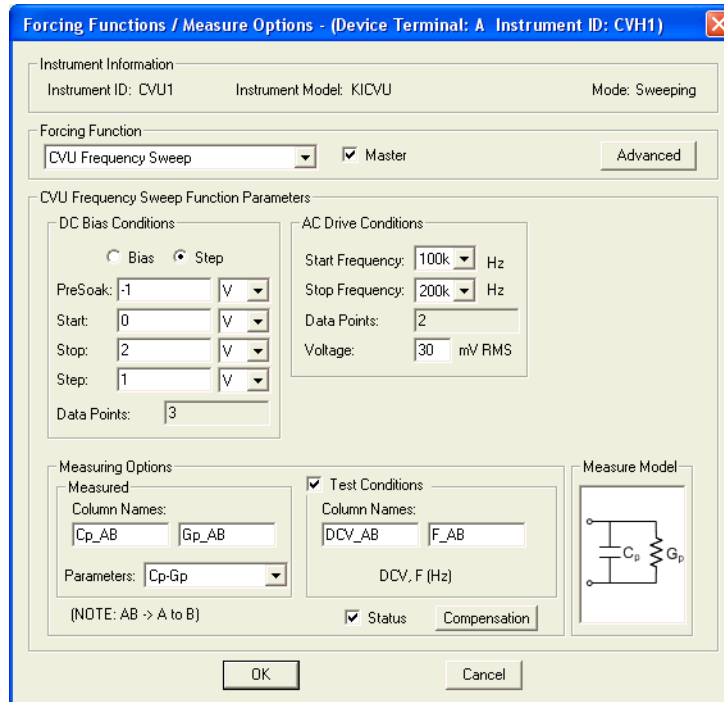 Forcing Functions / Measure Options - (Device Terminal: A Instrument ID: CVH1)
Instrument Information
Instrument ID: CVU1 Instrument Model: KICVU Mode: Sweeping
Forcing Function
CVU Frequency Sweep Master Advanced
CVU Frequency Sweep Function Parameters
DC Bias Conditions
Bias Step
PreSoak: -1 V
Start: 0 V
Stop: 2 V
Step: 1 V
Data Points: 3
AC Drive Conditions
Start Frequency: 100k Hz
Stop Frequency: 200k Hz
Data Points: 2
Voltage: 30 mV RMS
Measuring Options
Measured
Column Names:
Cp_AB Gp_AB
Parameters: Cp-Gp
(NOTE: AB -> A to B)
Test Conditions
Column Names:
DCV_AB F_AB
DCV, F (Hz)
Status Compensation
Measure Model
Cp Gp
OK Cancel